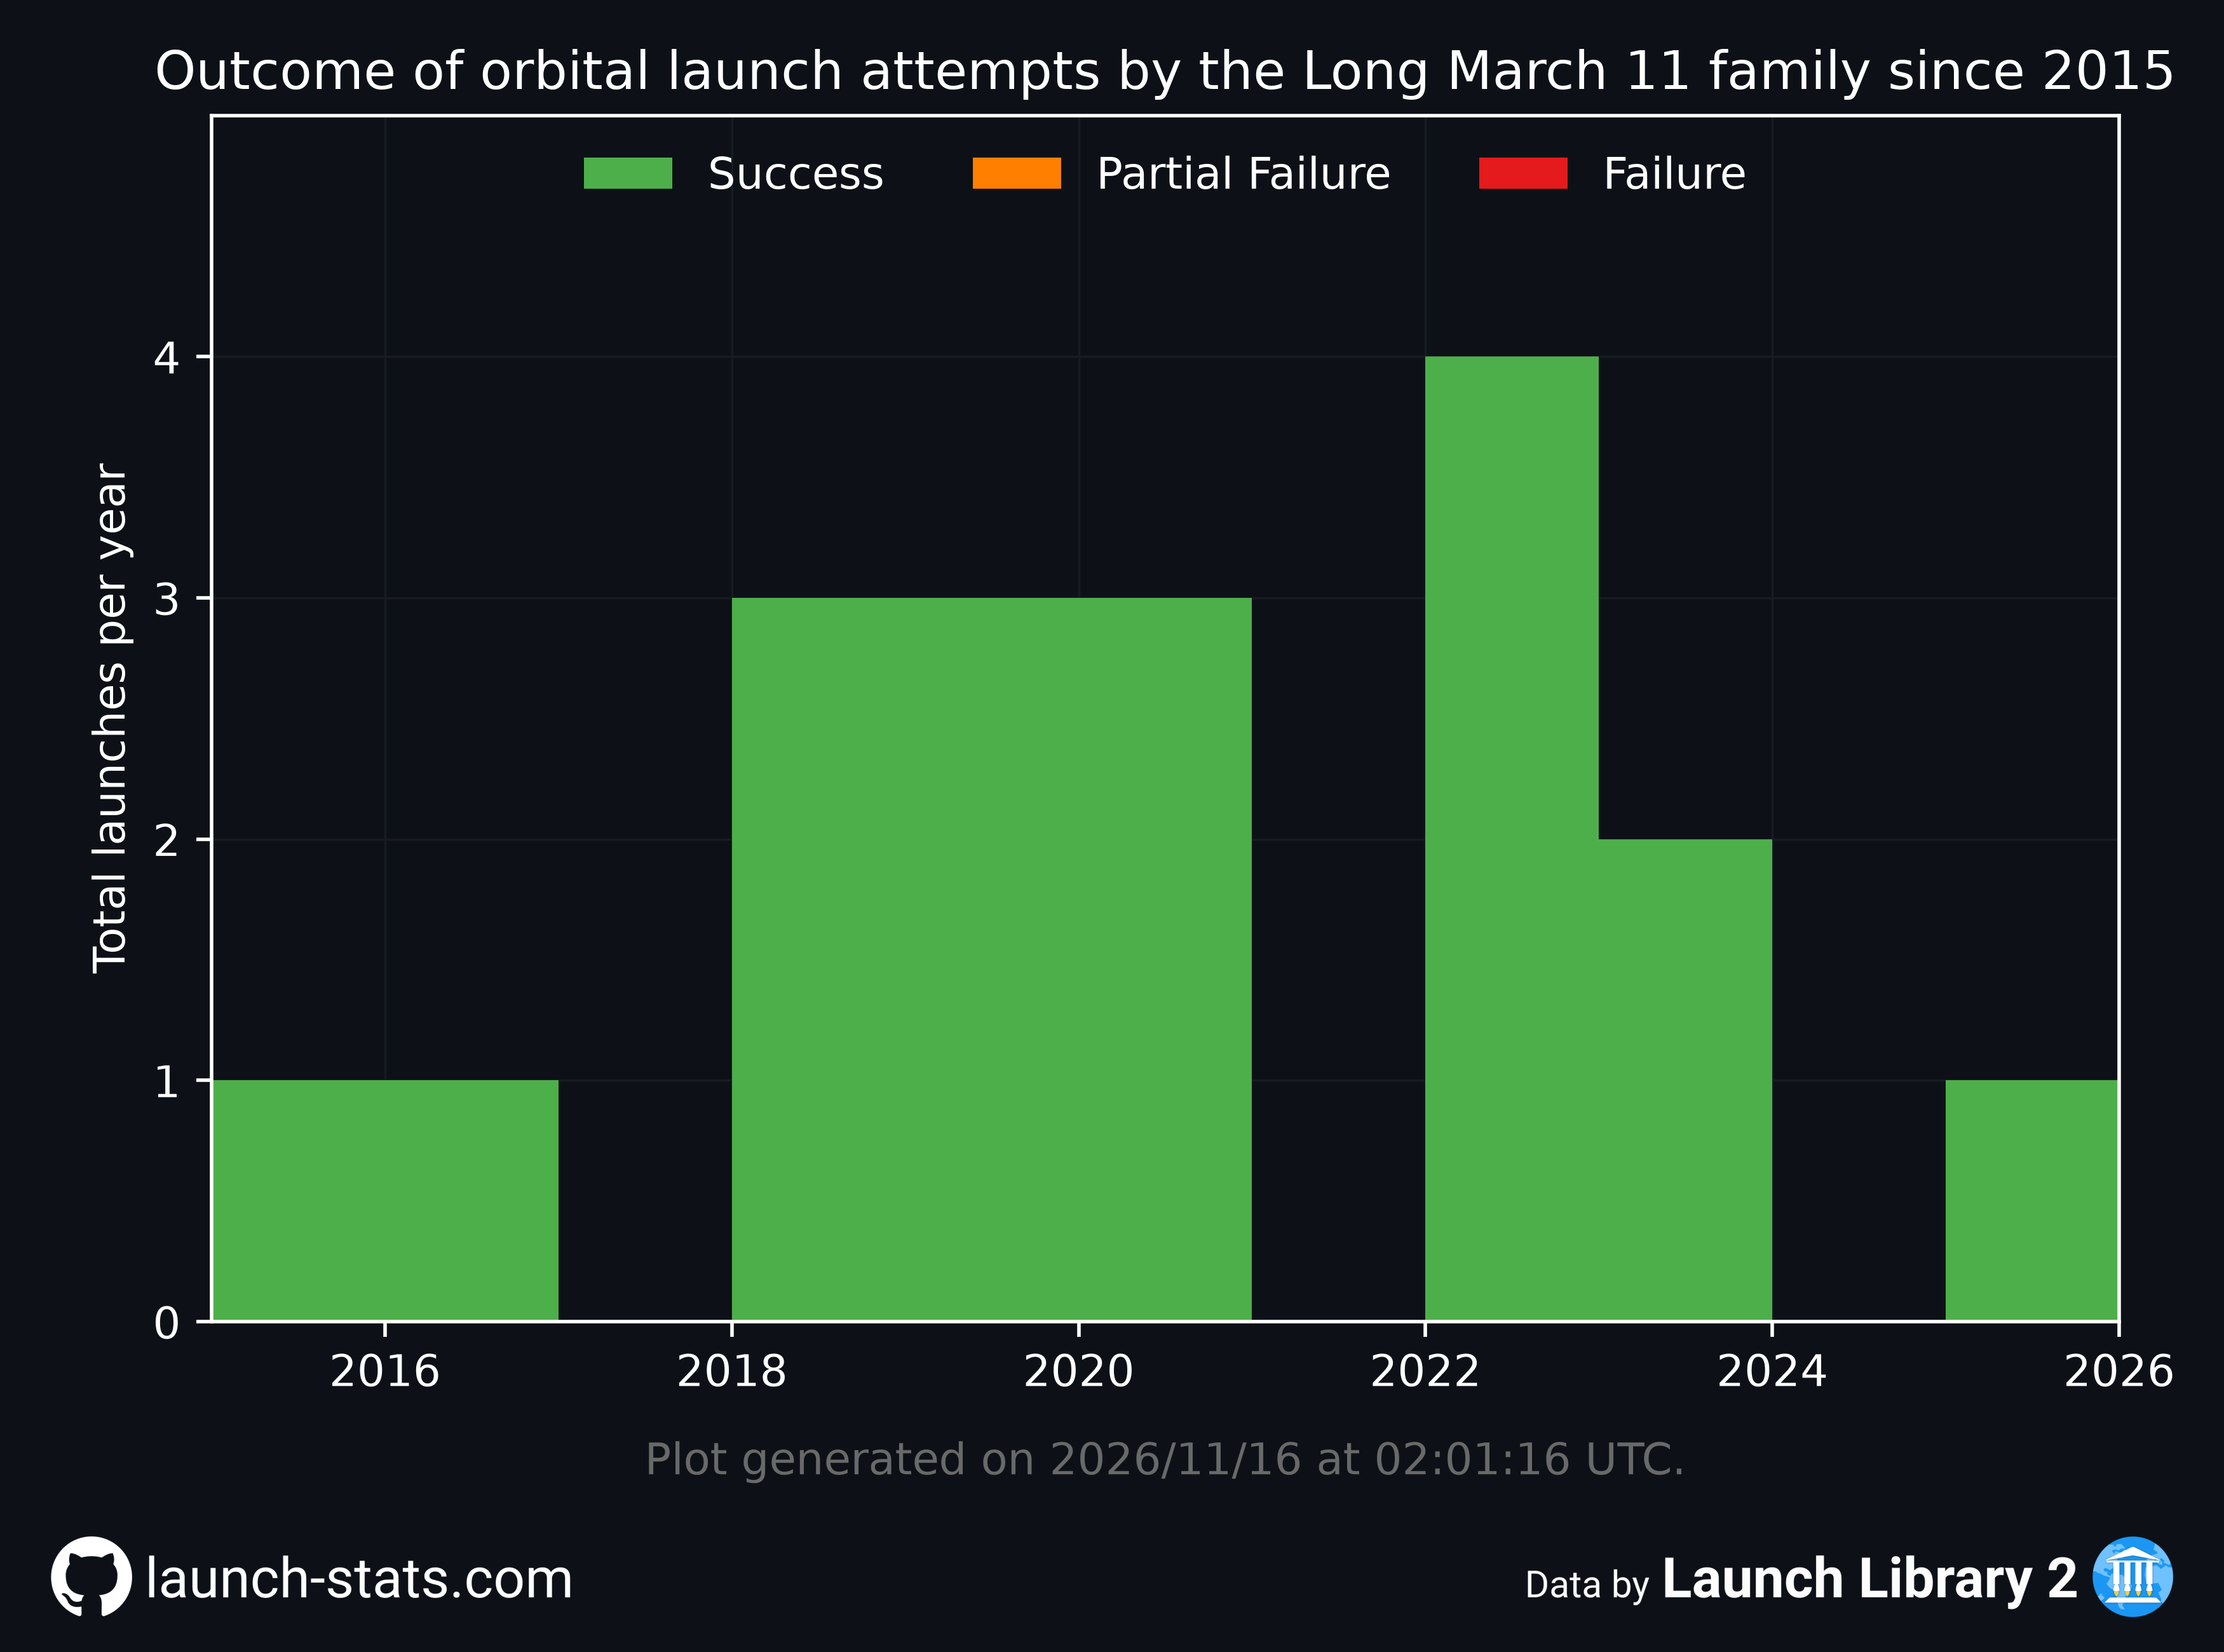 Outcome of orbital launch attempts by the Long March 11 family since 2015
Success Partial Failure Failure
Total launches per year
4
3
2
1
0
2016 2018 2020 2022 2024 2026
Plot generated on 2026/11/16 at 02:01:16 UTC.
launch-stats.com
Data by Launch Library 2